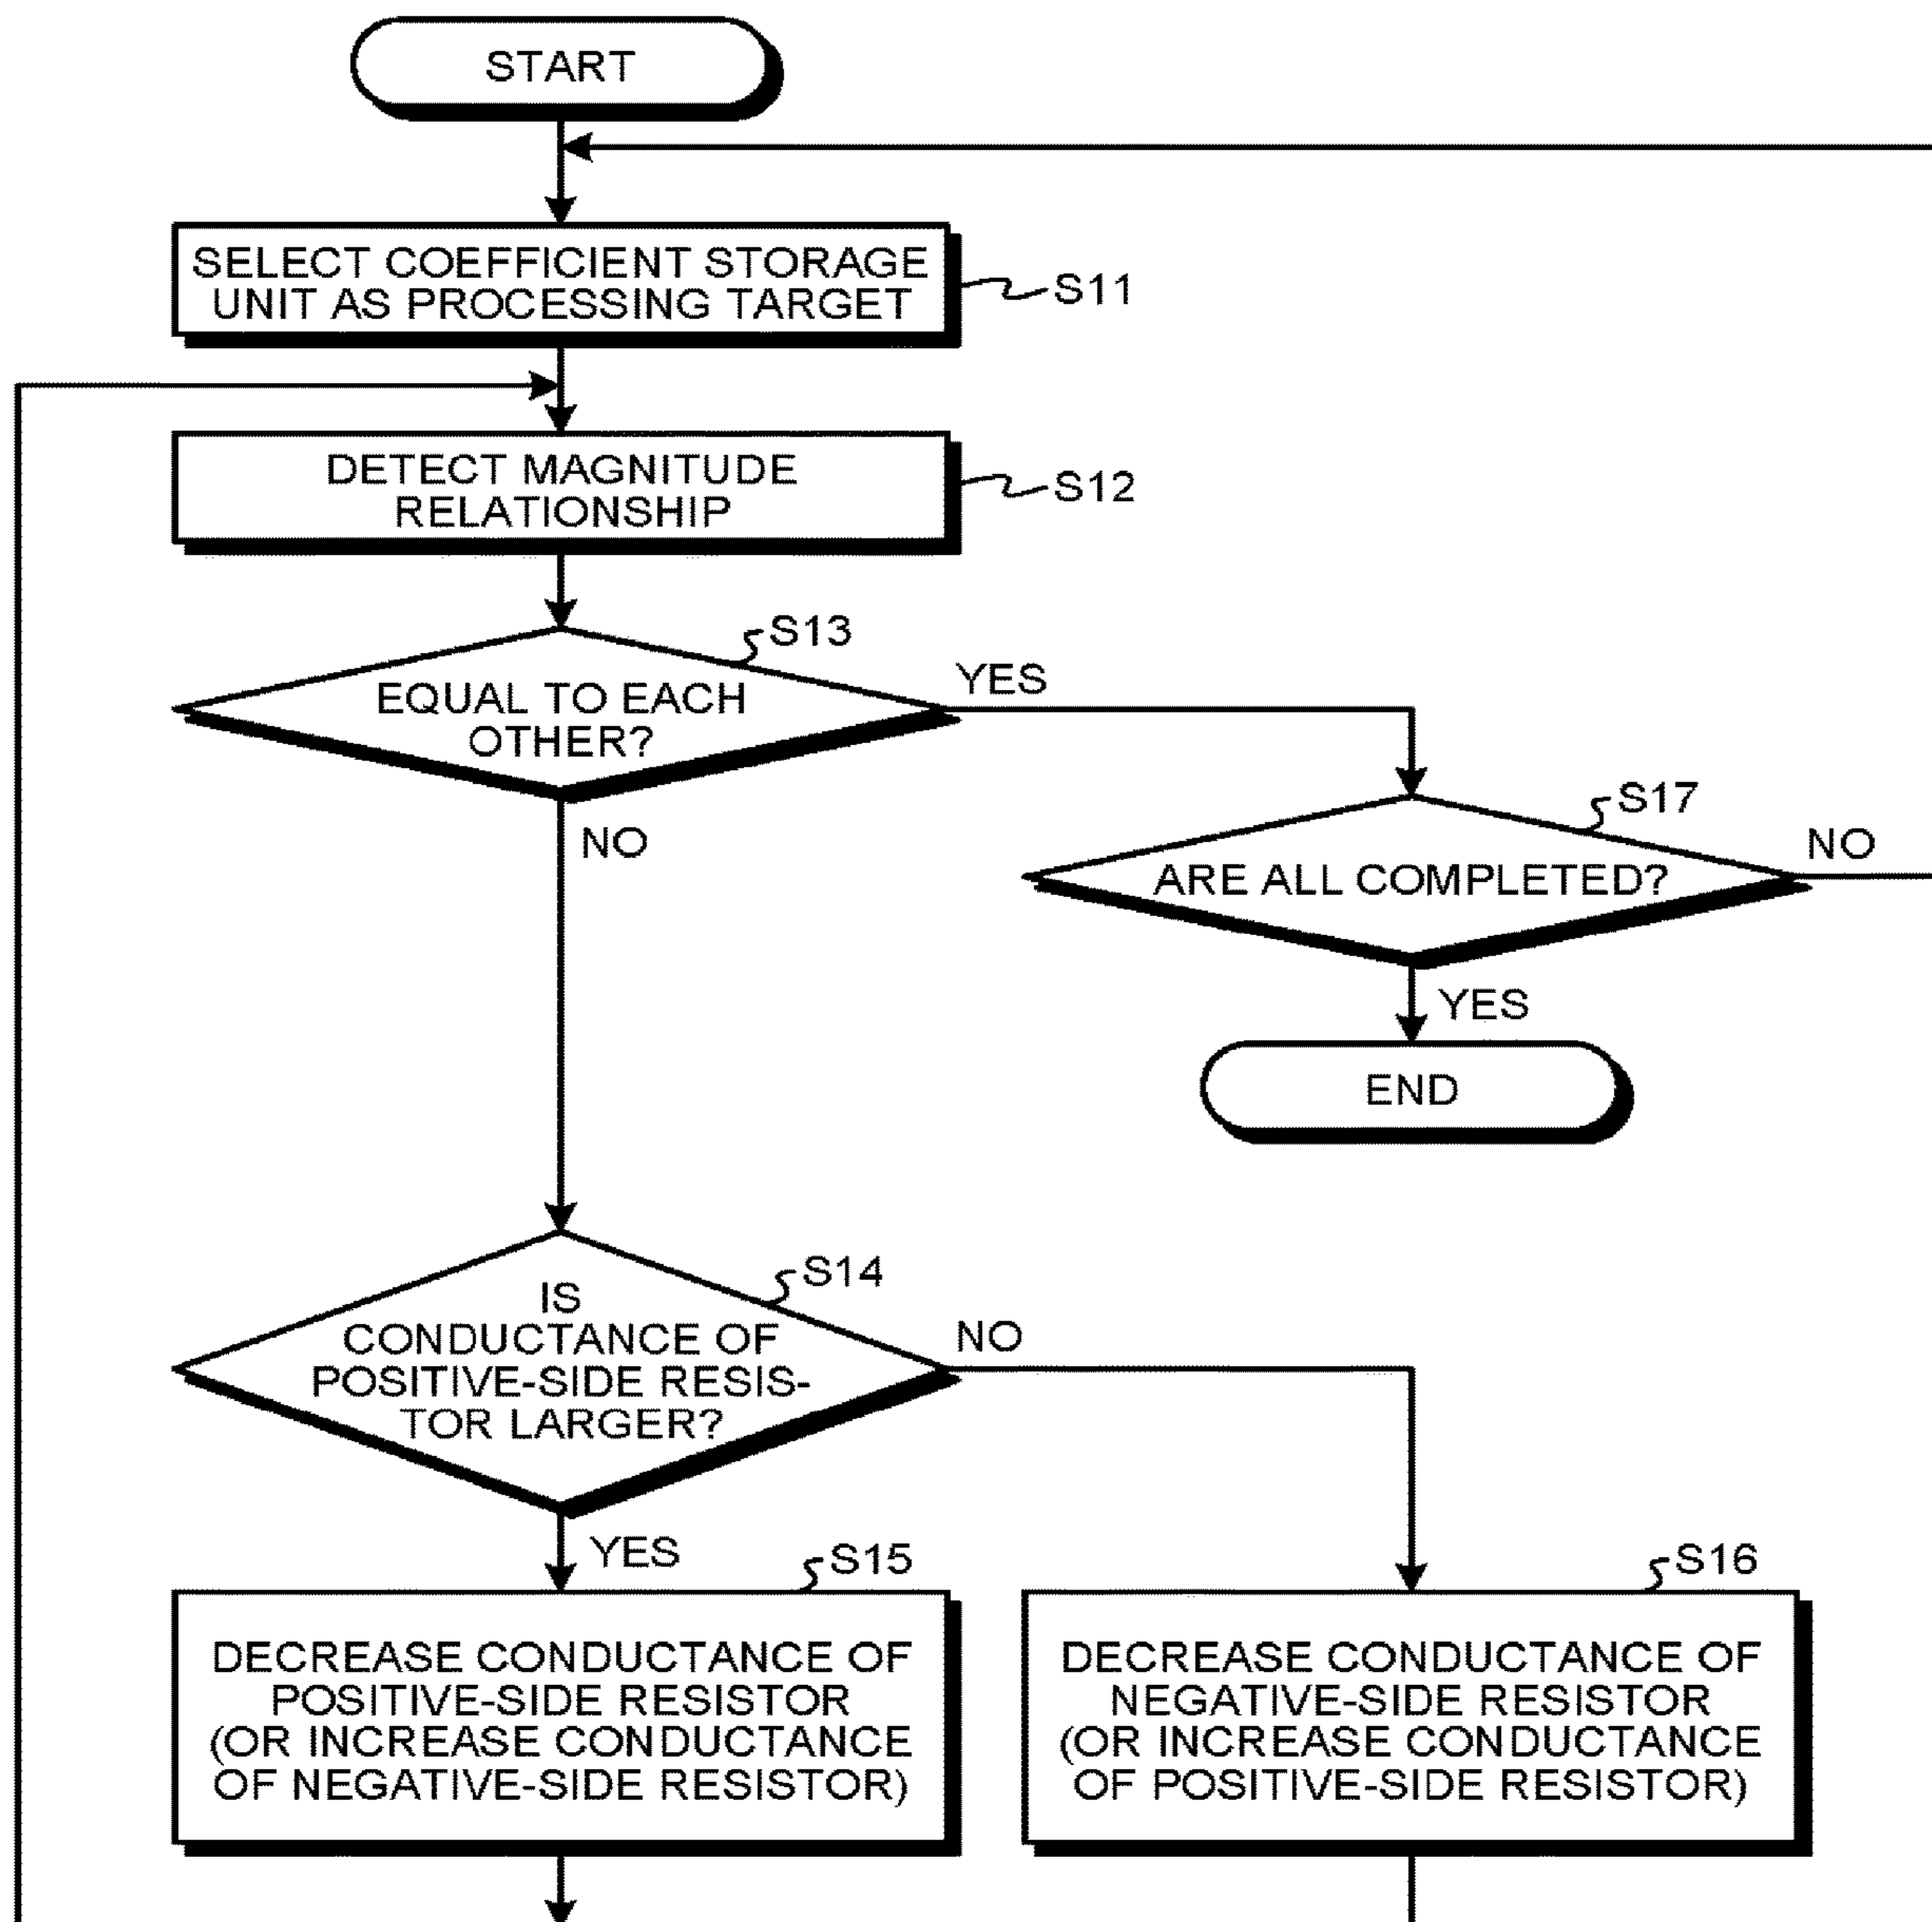 START
SELECT COEFFICIENT STORAGE
UNIT AS PROCESSING TARGET
S11
DETECT MAGNITUDE
RELATIONSHIP
S12
S13
EQUAL TO EACH
OTHER?
YES
NO
S17
ARE ALL COMPLETED?
NO
YES
END
S14
IS
CONDUCTANCE OF
POSITIVE-SIDE RESIS-
TOR LARGER?
NO
YES
S15
DECREASE CONDUCTANCE OF
POSITIVE-SIDE RESISTOR
(OR INCREASE CONDUCTANCE
OF NEGATIVE-SIDE RESISTOR)
S16
DECREASE CONDUCTANCE OF
NEGATIVE-SIDE RESISTOR
(OR INCREASE CONDUCTANCE
OF POSITIVE-SIDE RESISTOR)